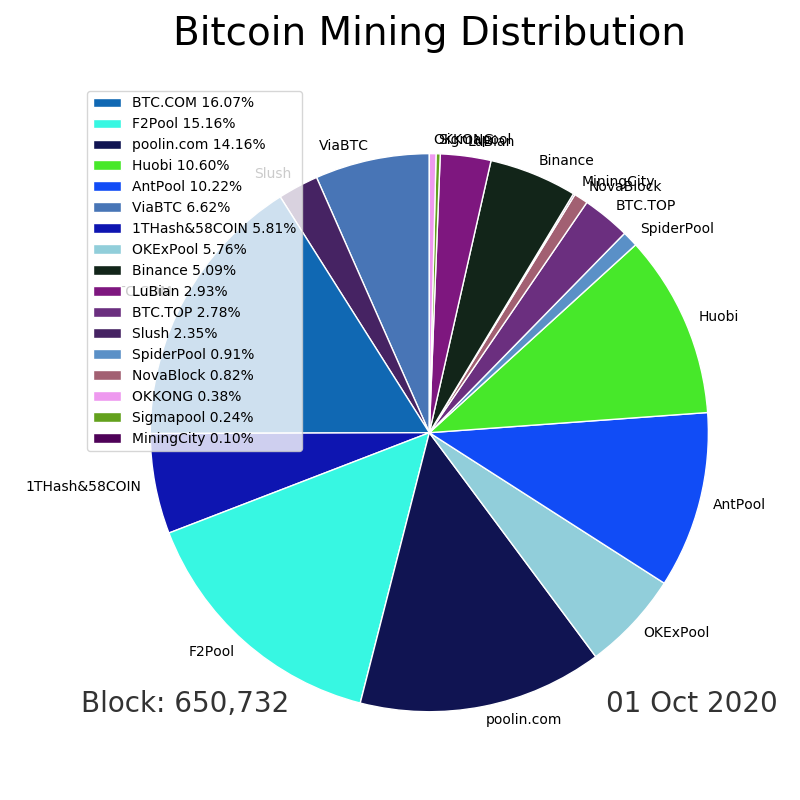 Bitcoin Mining Distribution
BTC.COM 16.07%
F2Pool 15.16%
poolin.com 14.16%
Huobi 10.60%
AntPool 10.22%
ViaBTC 6.62%
1THash&58COIN 5.81%
OKExPool 5.76%
Binance 5.09%
LuBian 2.93%
BTC.TOP 2.78%
Slush 2.35%
SpiderPool 0.91%
NovaBlock 0.82%
OKKONG 0.38%
Sigmapool 0.24%
MiningCity 0.10%
OKKONG
Sigmapool
LuBian
Binance
MiningCity
NovaBlock
BTC.TOP
SpiderPool
Huobi
AntPool
OKExPool
poolin.com
F2Pool
1THash&58COIN
Slush
ViaBTC
Block: 650,732
01 Oct 2020